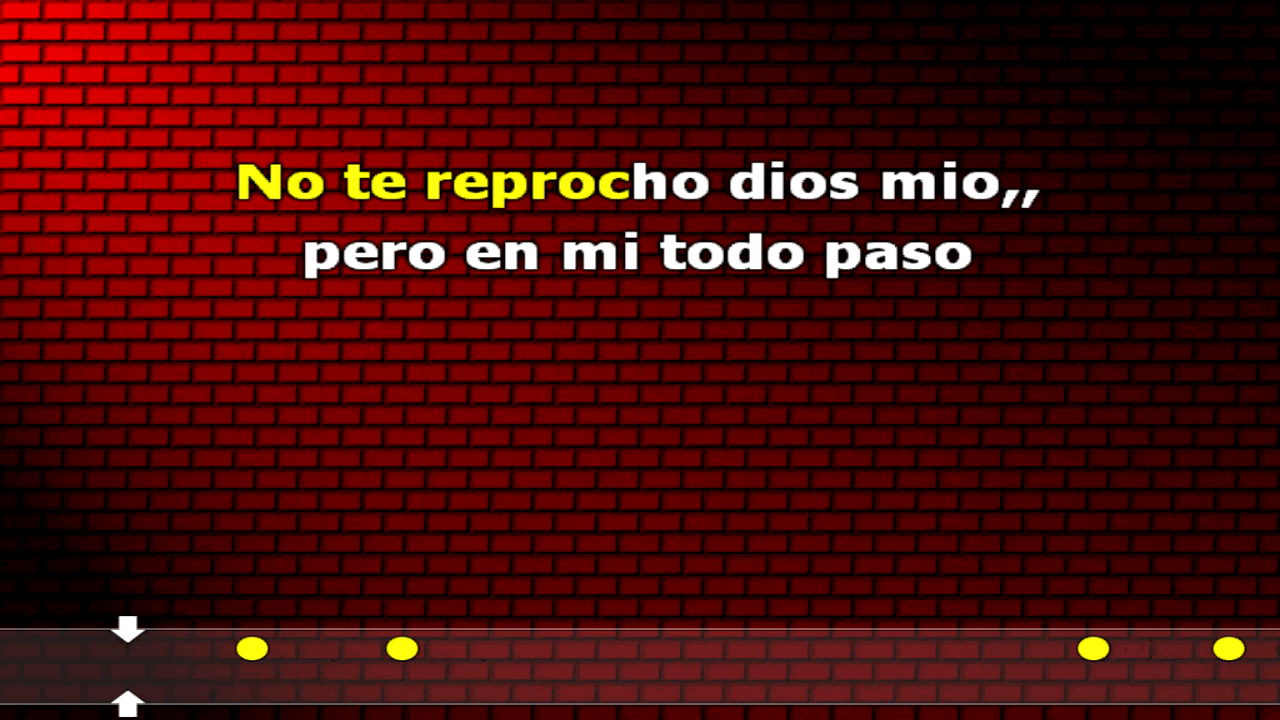 No te reprocho dios mio,,
pero en mi todo paso